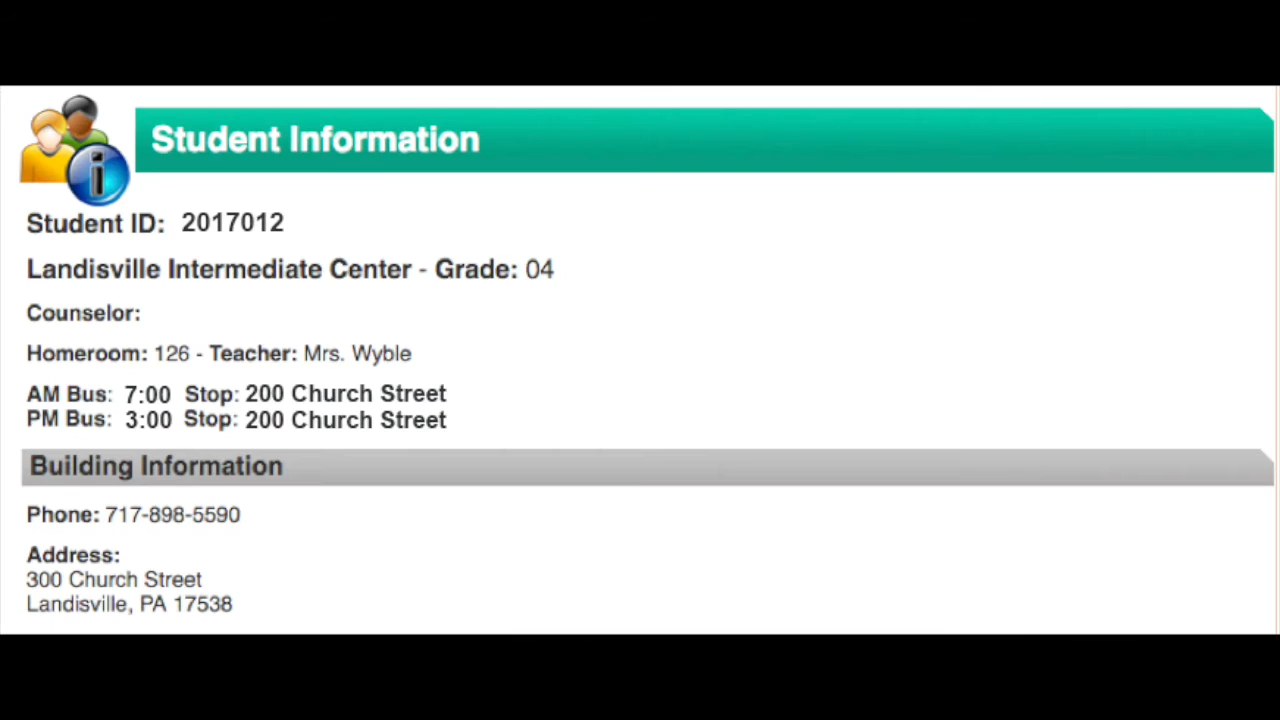 Student Information
Student ID: 2017012
Landisville Intermediate Center - Grade: 04
Counselor:
Homeroom: 126 - Teacher: Mrs. Wyble
AM Bus: 7:00 Stop: 200 Church Street
PM Bus: 3:00 Stop: 200 Church Street
Building Information
Phone: 717-898-5590
Address:
300 Church Street
Landisville, PA 17538